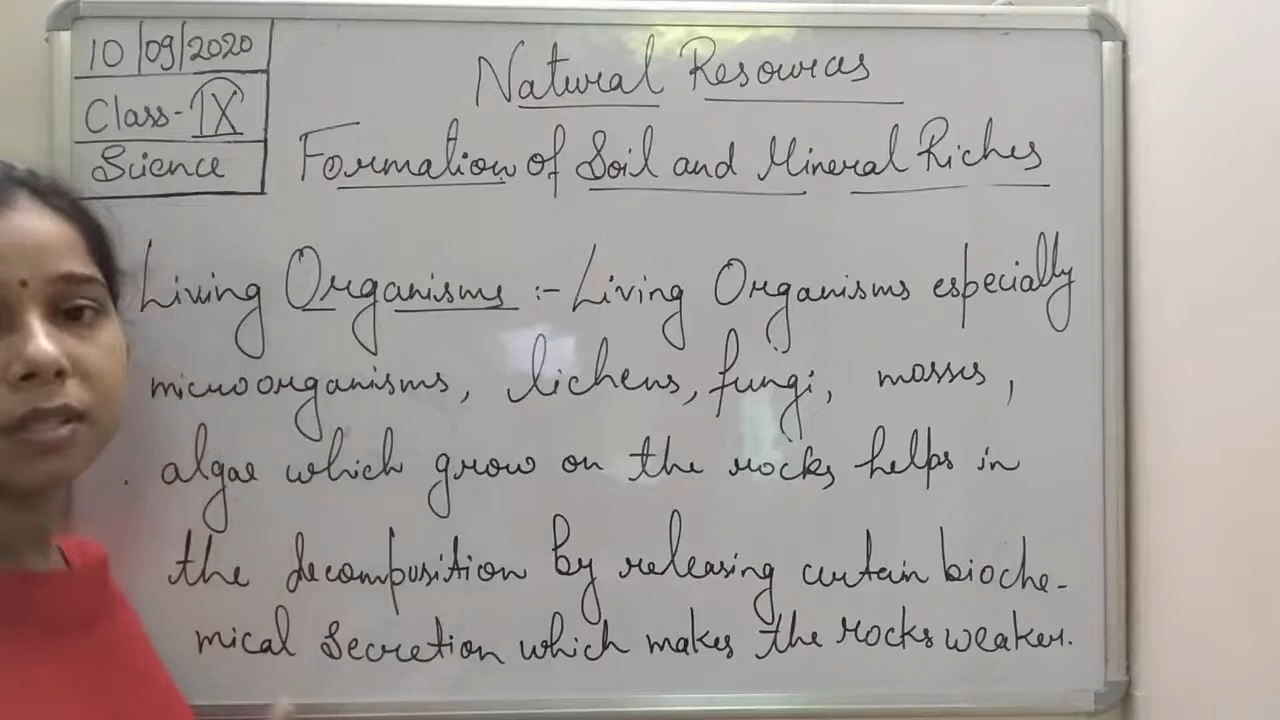 10/09/2020
Class-IX
Science
Natural Resources
Formation of Soil and Mineral Riches
Living Organisms :- Living Organisms especially
microorganisms, lichens, fungi, mosses,
algae which grow on the rocks helps in
the decomposition by releasing certain bioche-
mical secretion which makes the rocks weaker.